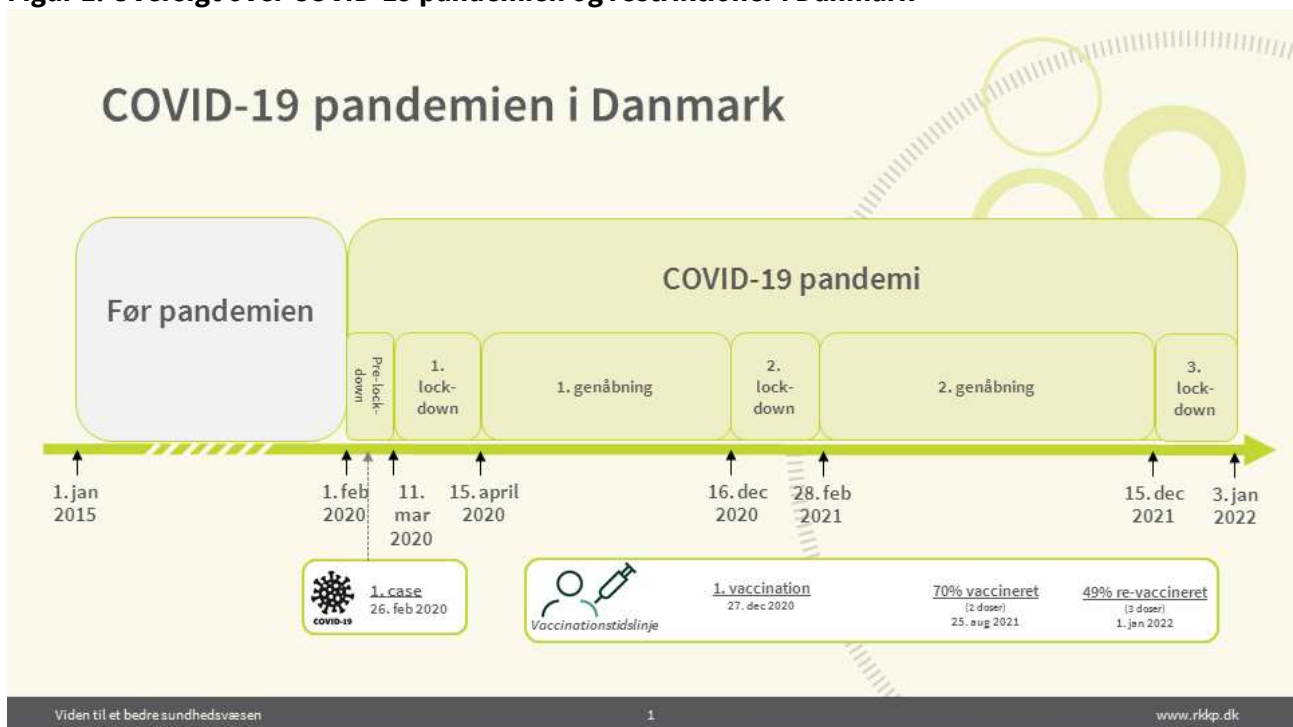 COVID-19 pandemien i Danmark
COVID-19 pandemi
Før pandemien
Pre-lock-
down
1.
lock-
down
1. genåbning
2.
lock-
down
2. genåbning
3.
lock-
down
1. jan
2015
1. feb
2020
11.
mar
2020
15. april
2020
16. dec
2020
28. feb
2021
15. dec
2021
3. jan
2022
COVID-19
1. case
26. feb 2020
Vaccinationstidslinje
1. vaccination
27. dec 2020
70% vaccineret
(2 doser)
25. aug 2021
49% re-vaccineret
(3 doser)
1. jan 2022
Viden til et bedre sundhedsvæsen
1
www.rkkp.dk